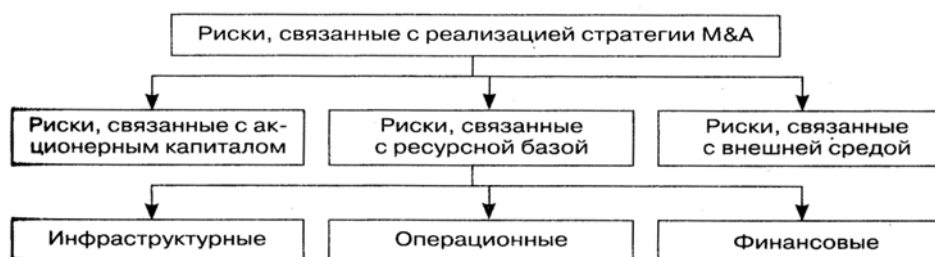 Риски, связанные с реализацией стратегии M&A
Риски, связанные с ак-
ционерным капиталом
Риски, связанные
с ресурсной базой
Риски, связанные
с внешней средой
Инфраструктурные
Операционные
Финансовые